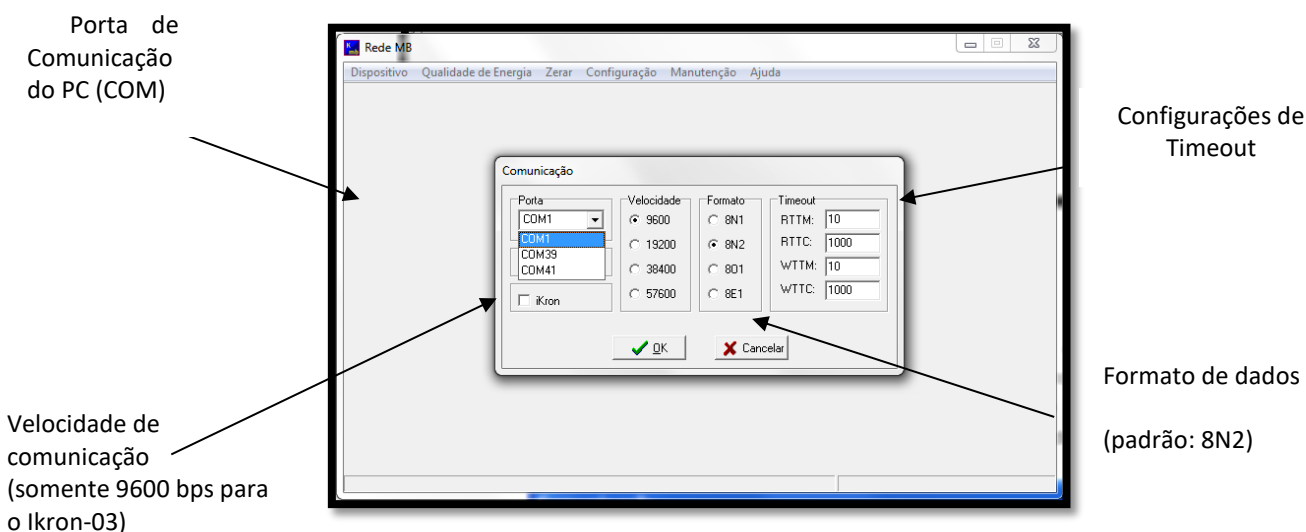 Porta de
Comunicação
do PC (COM)
Rede MB
Dispositivo Qualidade de Energia Zerar Configuração Manutenção Ajuda
Configurações de
Timeout
Comunicação
Porta
COM1
COM1
COM39
COM41
iKron
Velocidade
9600
19200
38400
57600
Formato
8N1
8N2
8O1
8E1
Timeout
RTTM: 10
RTTC: 1000
WTTM: 10
WTTC: 1000
OK
Cancelar
Formato de dados
(padrão: 8N2)
Velocidade de
comunicação
(somente 9600 bps para
o Ikron-03)